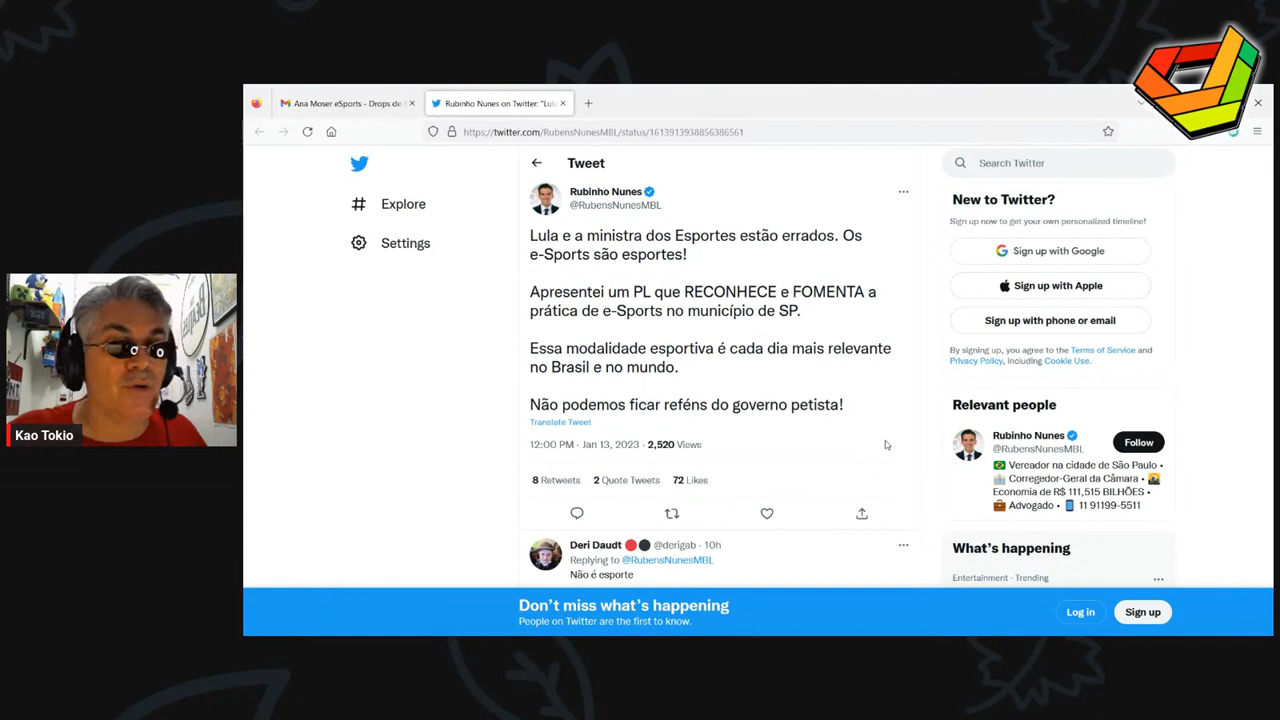 Ana Moser eSports - Drops de
Rubinho Nunes on Twitter: "Lula
https://twitter.com/RubensNunesMBL/status/1613913938856386561
Explore
Settings
Tweet
Rubinho Nunes
@RubensNunesMBL
Lula e a ministra dos Esportes estão errados. Os
e-Sports são esportes!
Apresentei um PL que RECONHECE e FOMENTA a
prática de e-Sports no município de SP.
Essa modalidade esportiva é cada dia mais relevante
no Brasil e no mundo.
Não podemos ficar reféns do governo petista!
Translate Tweet
12:00 PM · Jan 13, 2023 · 2,520 Views
8 Retweets 2 Quote Tweets 72 Likes
Deri Daudt @derigab · 10h
Replying to @RubensNunesMBL
Não é esporte
Search Twitter
New to Twitter?
Sign up now to get your own personalized timeline!
Sign up with Google
Sign up with Apple
Sign up with phone or email
By signing up, you agree to the Terms of Service and
Privacy Policy, including Cookie Use.
Relevant people
Rubinho Nunes
@RubensNunesMBL
Follow
Vereador na cidade de São Paulo •
Corregedor-Geral da Câmara •
Economia de R$ 111,515 BILHÕES •
Advogado • 11 91199-5511
What's happening
Entertainment · Trending
Don't miss what's happening
People on Twitter are the first to know.
Log in
Sign up
Kao Tokio